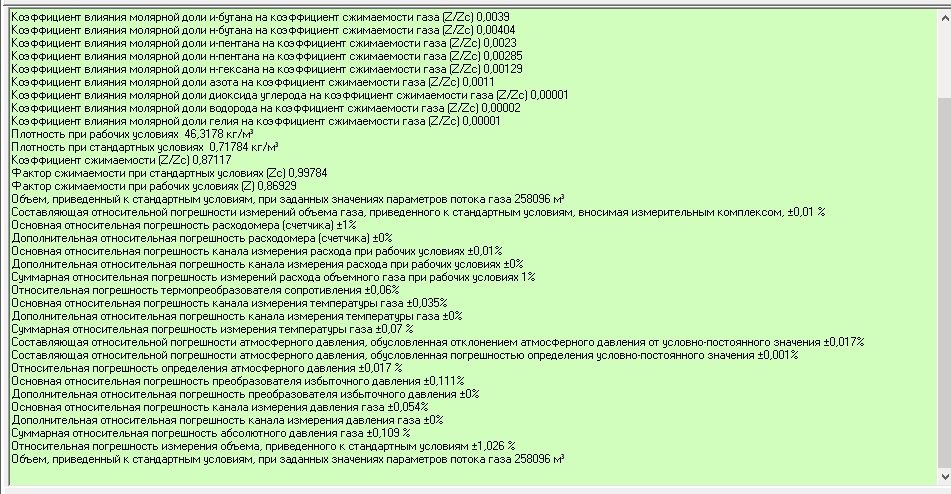 Коэффициент влияния молярной доли и-бутана на коэффициент сжимаемости газа (Z/Zc) 0,0039
Коэффициент влияния молярной доли н-бутана на коэффициент сжимаемости газа (Z/Zc) 0,00404
Коэффициент влияния молярной доли и-пентана на коэффициент сжимаемости газа (Z/Zc) 0,0023
Коэффициент влияния молярной доли н-пентана на коэффициент сжимаемости газа (Z/Zc) 0,00285
Коэффициент влияния молярной доли н-гексана на коэффициент сжимаемости газа (Z/Zc) 0,00129
Коэффициент влияния молярной доли азота на коэффициент сжимаемости газа (Z/Zc) 0,0011
Коэффициент влияния молярной доли диоксида углерода на коэффициент сжимаемости газа (Z/Zc) 0,00001
Коэффициент влияния молярной доли водорода на коэффициент сжимаемости газа (Z/Zc) 0,00002
Коэффициент влияния молярной доли гелия на коэффициент сжимаемости газа (Z/Zc) 0,00001
Плотность при рабочих условиях 46,3178 кг/м³
Плотность при стандартных условиях 0,71784 кг/м³
Коэффициент сжимаемости (Z/Zc) 0,87117
Фактор сжимаемости при стандартных условиях (Zc) 0,99784
Фактор сжимаемости при рабочих условиях (Z) 0,86929
Объем, приведенный к стандартным условиям, при заданных значениях параметров потока газа 258096 м³
Составляющая относительной погрешности измерений объема газа, приведенного к стандартным условиям, вносимая измерительным комплексом, ±0,01 %
Основная относительная погрешность расходомера (счетчика) ±1%
Дополнительная относительная погрешность расходомера (счетчика) ±0%
Основная относительная погрешность канала измерения расхода при рабочих условиях ±0,01%
Дополнительная относительная погрешность канала измерения расхода при рабочих условиях ±0%
Суммарная относительная погрешность измерений расхода объемного газа при рабочих условиях 1%
Относительная погрешность термопреобразователя сопротивления ±0,06%
Основная относительная погрешность канала измерения температуры газа ±0,035%
Дополнительная относительная погрешность канала измерения температуры газа ±0%
Суммарная относительная погрешность измерения температуры газа ±0,07 %
Составляющая относительной погрешности атмосферного давления, обусловленная отклонением атмосферного давления от условно-постоянного значения ±0,017%
Составляющая относительной погрешности атмосферного давления, обусловленная погрешностью определения условно-постоянного значения ±0,001%
Относительная погрешность определения атмосферного давления ±0,017 %
Основная относительная погрешность преобразователя избыточного давления ±0,111%
Дополнительная относительная погрешность преобразователя избыточного давления ±0%
Основная относительная погрешность канала измерения давления газа ±0,054%
Дополнительная относительная погрешность канала измерения давления газа ±0%
Суммарная относительная погрешность абсолютного давления газа ±0,109 %
Относительная погрешность измерения объема, приведенного к стандартным условиям ±1,026 %
Объем, приведенный к стандартным условиям, при заданных значениях параметров потока газа 258096 м³